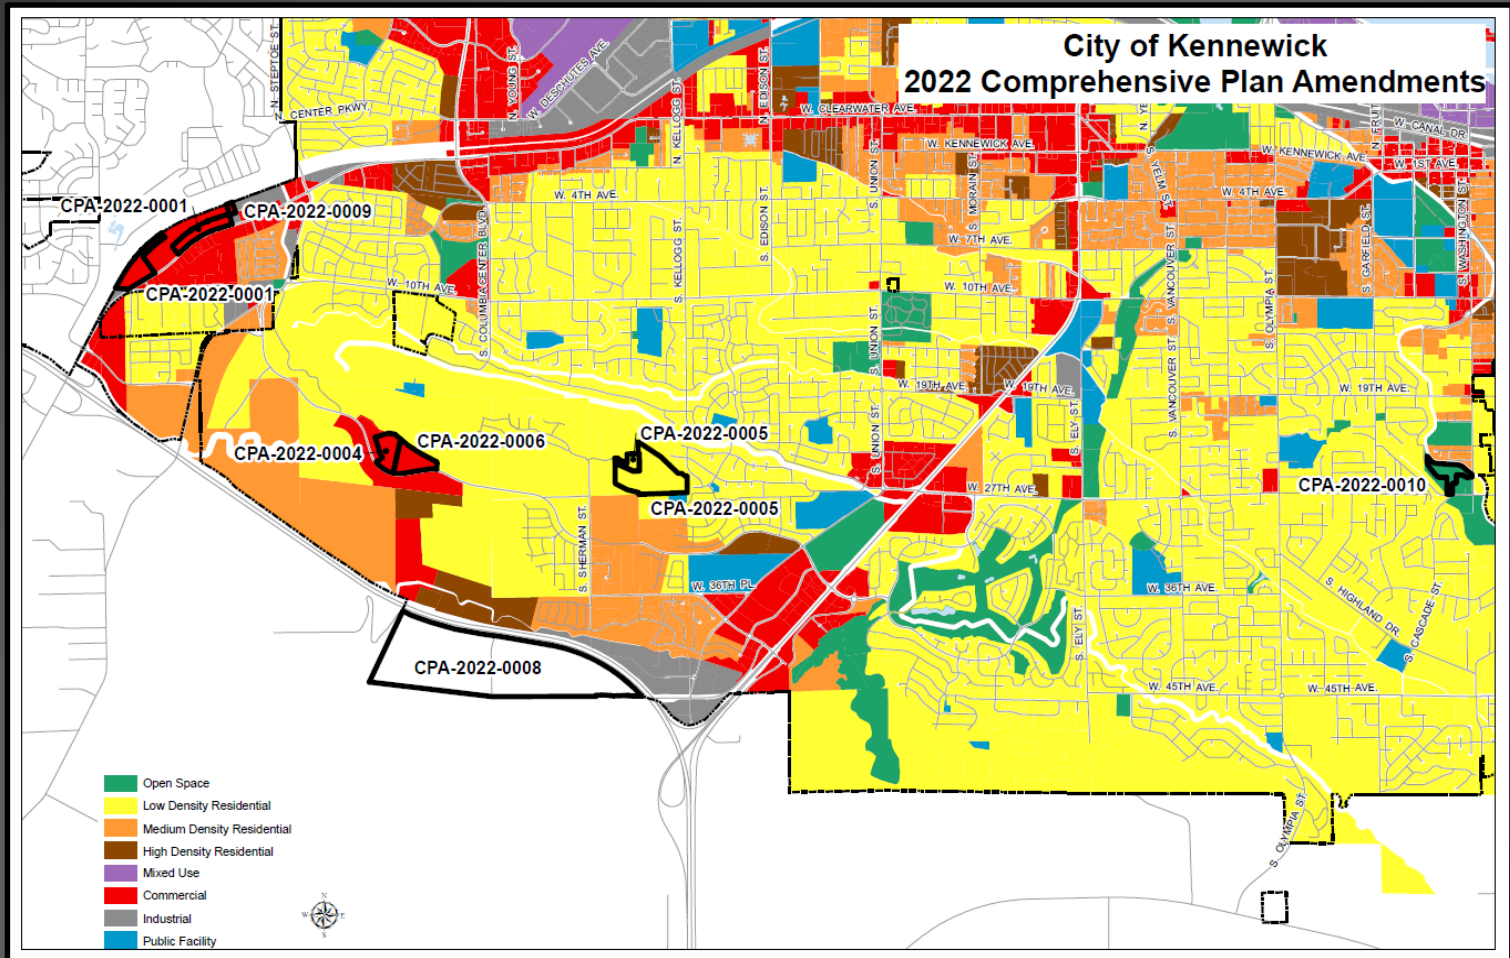 City of Kennewick
2022 Comprehensive Plan Amendments
N. STEPTOE ST.
N. CENTER PKWY.
N. YOUNG ST.
W. DESCHUTES AVE.
N. KELLOGG ST.
N. EDISON ST.
W. CLEARWATER AVE.
N. YE
N. FRUIT
W. CANAL DR.
W. KENNEWICK AVE.
W. KENNEWICK AVE.
W. 1ST AVE.
S. UNION ST.
S. MORAIN ST.
S. YELM ST.
W. 4TH AVE.
W. 4TH AVE.
CPA-2022-0001
CPA-2022-0009
S. COLUMBIA CENTER BLVD.
S. KELLOGG ST.
S. EDISON ST.
W. 7TH AVE.
S. VANCOUVER ST.
S. GARFIELD ST.
S. WASHINGTON ST.
CPA-2022-0001
W. 10TH AVE.
W. 10TH AVE.
S. OLYMPIA ST.
S. UNION ST.
W. 19TH AVE.
W. 19TH AVE.
W. 19TH AVE.
S. VANCOUVER ST.
S. UNION ST.
S. ELY ST.
CPA-2022-0004
CPA-2022-0006
CPA-2022-0005
CPA-2022-0005
W. 27TH AVE.
CPA-2022-0010
S. SHERMAN ST.
W. 36TH PL.
W. 36TH AVE.
S. HIGHLAND DR.
S. CASCADE ST.
S. ELY ST.
CPA-2022-0008
W. 45TH AVE.
W. 45TH AVE.
S. OLYMPIA ST.
Open Space
Low Density Residential
Medium Density Residential
High Density Residential
Mixed Use
Commercial
Industrial
Public Facility
N
W
E
S